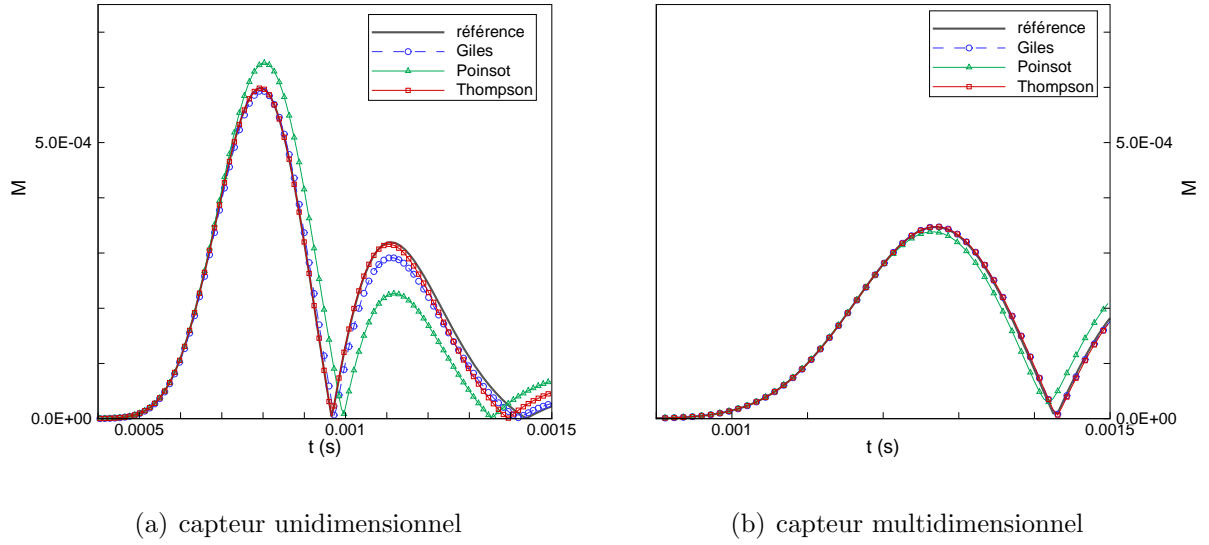 référence
Giles
Poinsot
Thompson
5.0E-04
M
0.0E+00
0.0005
0.001
0.0015
t (s)
référence
Giles
Poinsot
Thompson
5.0E-04
M
0.0E+00
0.001
0.0015
t (s)
(a) capteur unidimensionnel
(b) capteur multidimensionnel